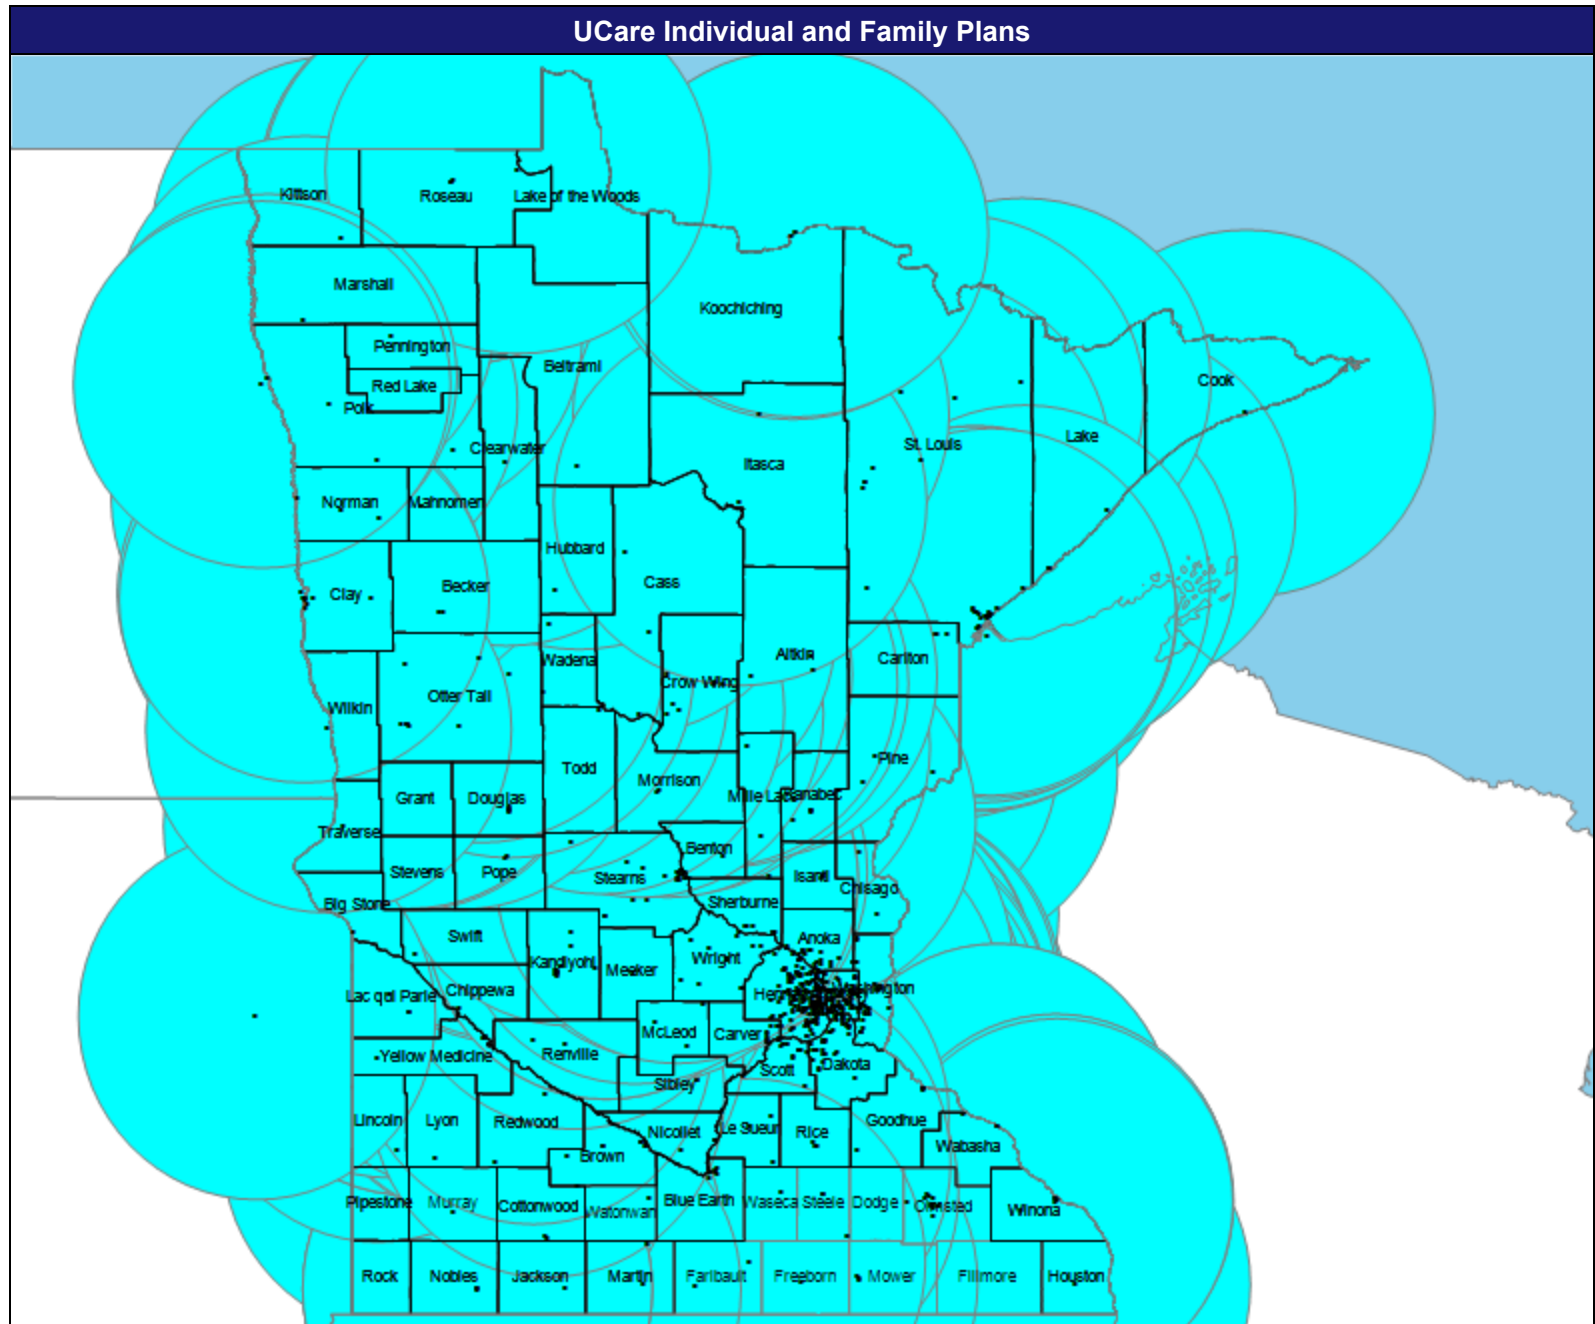 UCare Individual and Family Plans
Kittson
Roseau
Lake of the Woods
Marshall
Koochiching
Pennington
Beltrami
Red Lake
Polk
Cook
Clearwater
St. Louis
Lake
Itasca
Norman
Mahnomen
Hubbard
Cass
Becker
Clay
Aitkin
Carlton
Wadena
Crow Wing
Otter Tail
Wilkin
Pine
Todd
Morrison
Grant
Douglas
Mille Lacs
Kanabec
Traverse
Benton
Stevens
Pope
Stearns
Isanti
Chisago
Big Stone
Sherburne
Swift
Anoka
Kandiyohi
Meeker
Wright
Lac qui Parle
Chippewa
Washington
McLeod
Carver
Yellow Medicine
Renville
Scott
Dakota
Sibley
Lincoln
Lyon
Redwood
Nicollet
Le Sueur
Rice
Goodhue
Wabasha
Brown
Pipestone
Murray
Cottonwood
Watonwan
Blue Earth
Waseca
Steele
Dodge
Olmsted
Winona
Rock
Nobles
Jackson
Martin
Faribault
Freeborn
Mower
Fillmore
Houston